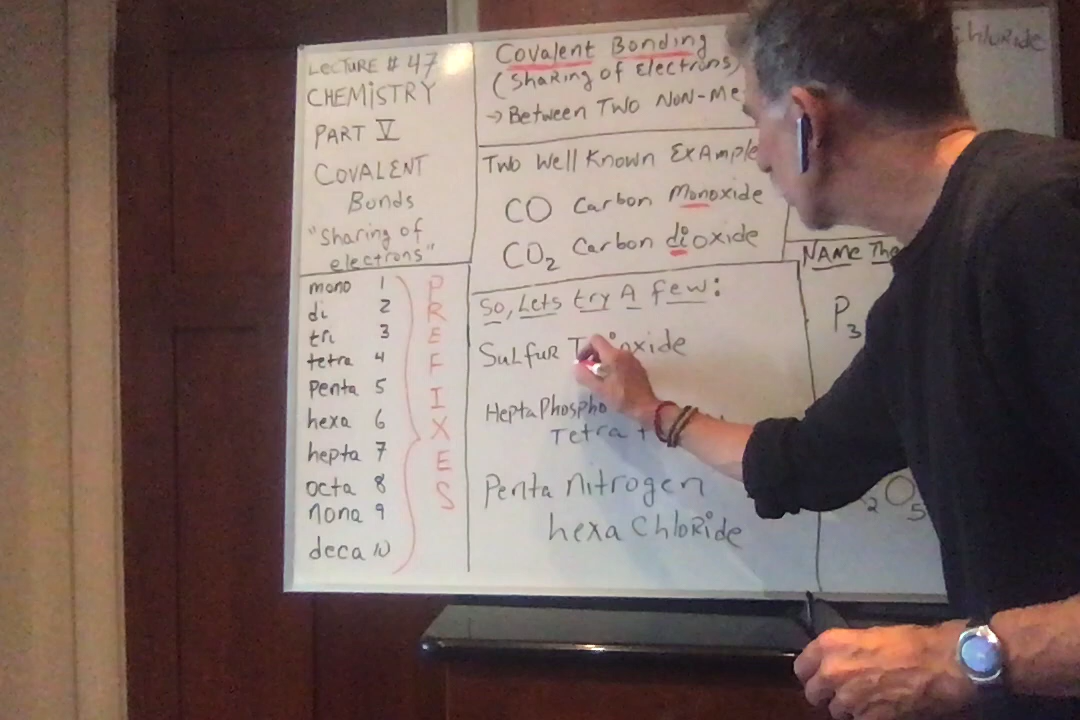 LECTURE # 47
CHEMISTRY
PART V
COVALENT
Bonds
"Sharing of
electrons"
mono 1
di 2
tri 3
tetra 4
Penta 5
hexa 6
hepta 7
octa 8
nona 9
deca 10
PREFIXES
Covalent Bonding
(Sharing of Electrons)
→ Between Two Non-Me
Two Well Known Example
CO Carbon Monoxide
CO2 Carbon dioxide
So, Lets try A few:
Sulfur oxide
HeptaPhospho
Tetra
Penta nitrogen
hexa Chloride
Chloride
NAME The
P3
2O5